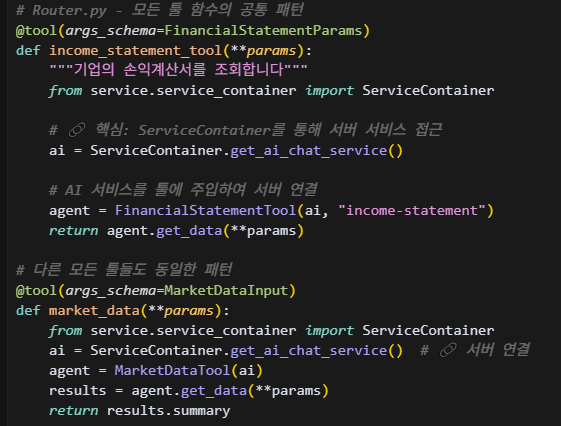 # Router.py - 모든 툴 함수의 공통 패턴
@tool(args_schema=FinancialStatementParams)
def income_statement_tool(**params):
    """기업의 손익계산서를 조회합니다"""
    from service.service_container import ServiceContainer

    # 🔗 핵심: ServiceContainer를 통해 서버 서비스 접근
    ai = ServiceContainer.get_ai_chat_service()

    # AI 서비스를 툴에 주입하여 서버 연결
    agent = FinancialStatementTool(ai, "income-statement")
    return agent.get_data(**params)

# 다른 모든 툴들도 동일한 패턴
@tool(args_schema=MarketDataInput)
def market_data(**params):
    from service.service_container import ServiceContainer
    ai = ServiceContainer.get_ai_chat_service()  # 🔗 서버 연결
    agent = MarketDataTool(ai)
    results = agent.get_data(**params)
    return results.summary